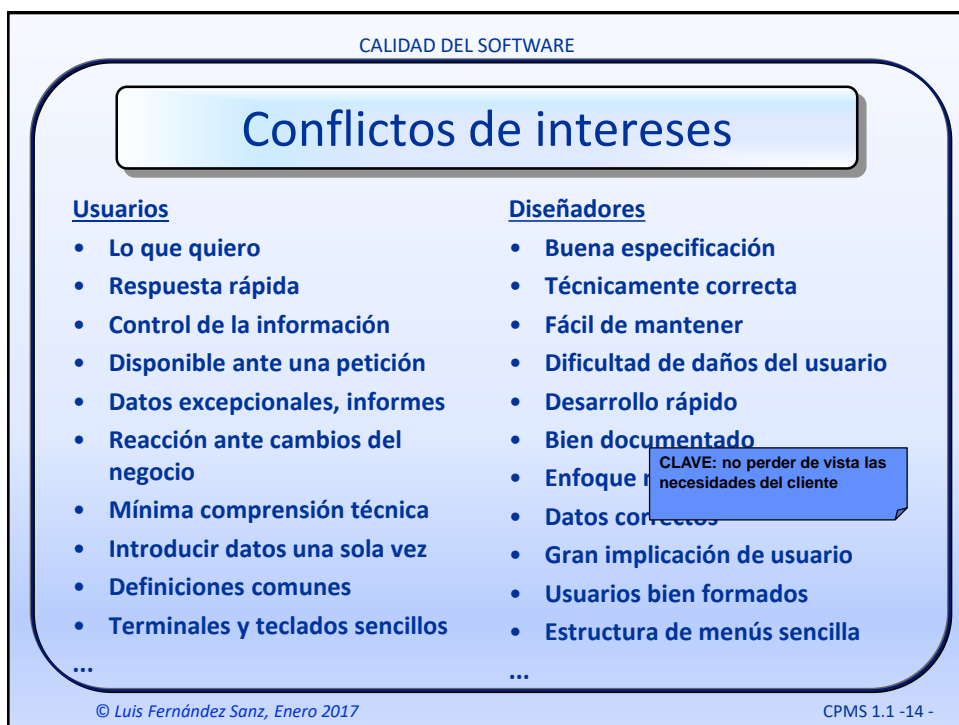 CALIDAD DEL SOFTWARE
Conflictos de intereses
Usuarios
• Lo que quiero
• Respuesta rápida
• Control de la información
• Disponible ante una petición
• Datos excepcionales, informes
• Reacción ante cambios del
negocio
• Mínima comprensión técnica
• Introducir datos una sola vez
• Definiciones comunes
• Terminales y teclados sencillos
...
Diseñadores
• Buena especificación
• Técnicamente correcta
• Fácil de mantener
• Dificultad de daños del usuario
• Desarrollo rápido
• Bien documentado
• Enfoque
• Datos correctos
• Gran implicación de usuario
• Usuarios bien formados
• Estructura de menús sencilla
...
CLAVE: no perder de vista las
necesidades del cliente
© Luis Fernández Sanz, Enero 2017
CPMS 1.1 -14 -